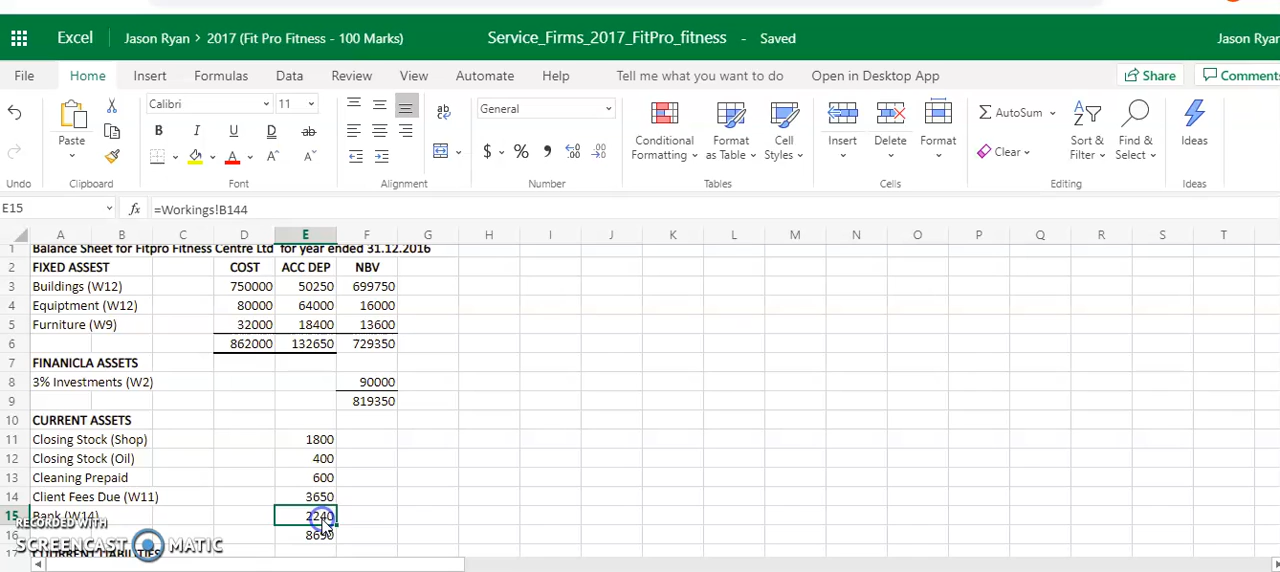 Excel Jason Ryan > 2017 (Fit Pro Fitness - 100 Marks) Service_Firms_2017_FitPro_fitness - Saved Jason Ryan
File Home Insert Formulas Data Review View Automate Help Tell me what you want to do Open in Desktop App Share Comments
Calibri 11 General AutoSum
Paste B I U D ab $ % Conditional Formatting Format as Table Cell Styles Insert Delete Format Clear Sort & Filter Find & Select Ideas
Undo Clipboard Font Alignment Number Tables Cells Editing Ideas
E15 fx =Workings!B144
A B C D E F G H I J K L M N O P Q R S T
1 Balance Sheet for Fitpro Fitness Centre Ltd for year ended 31.12.2016
2 FIXED ASSEST COST ACC DEP NBV
3 Buildings (W12) 750000 50250 699750
4 Equiptment (W12) 80000 64000 16000
5 Furniture (W9) 32000 18400 13600
6 862000 132650 729350
7 FINANICLA ASSETS
8 3% Investments (W2) 90000
9 819350
10 CURRENT ASSETS
11 Closing Stock (Shop) 1800
12 Closing Stock (Oil) 400
13 Cleaning Prepaid 600
14 Client Fees Due (W11) 3650
15 Bank (W14) 2240
16 8690
RECORDED WITH
SCREENCAST MATIC
17